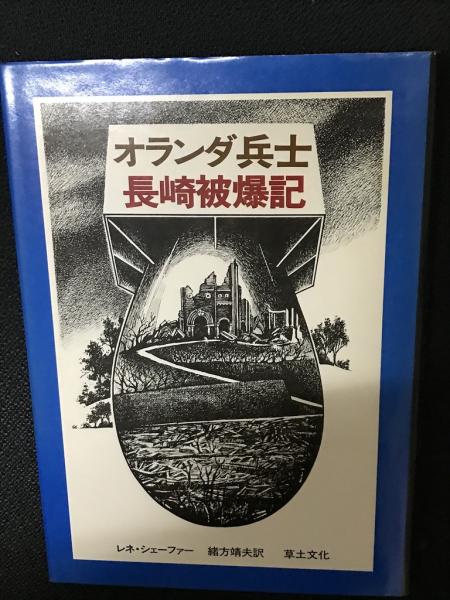 オランダ兵士
長崎被爆記
レネ・シェーファー 緒方靖夫訳 草土文化